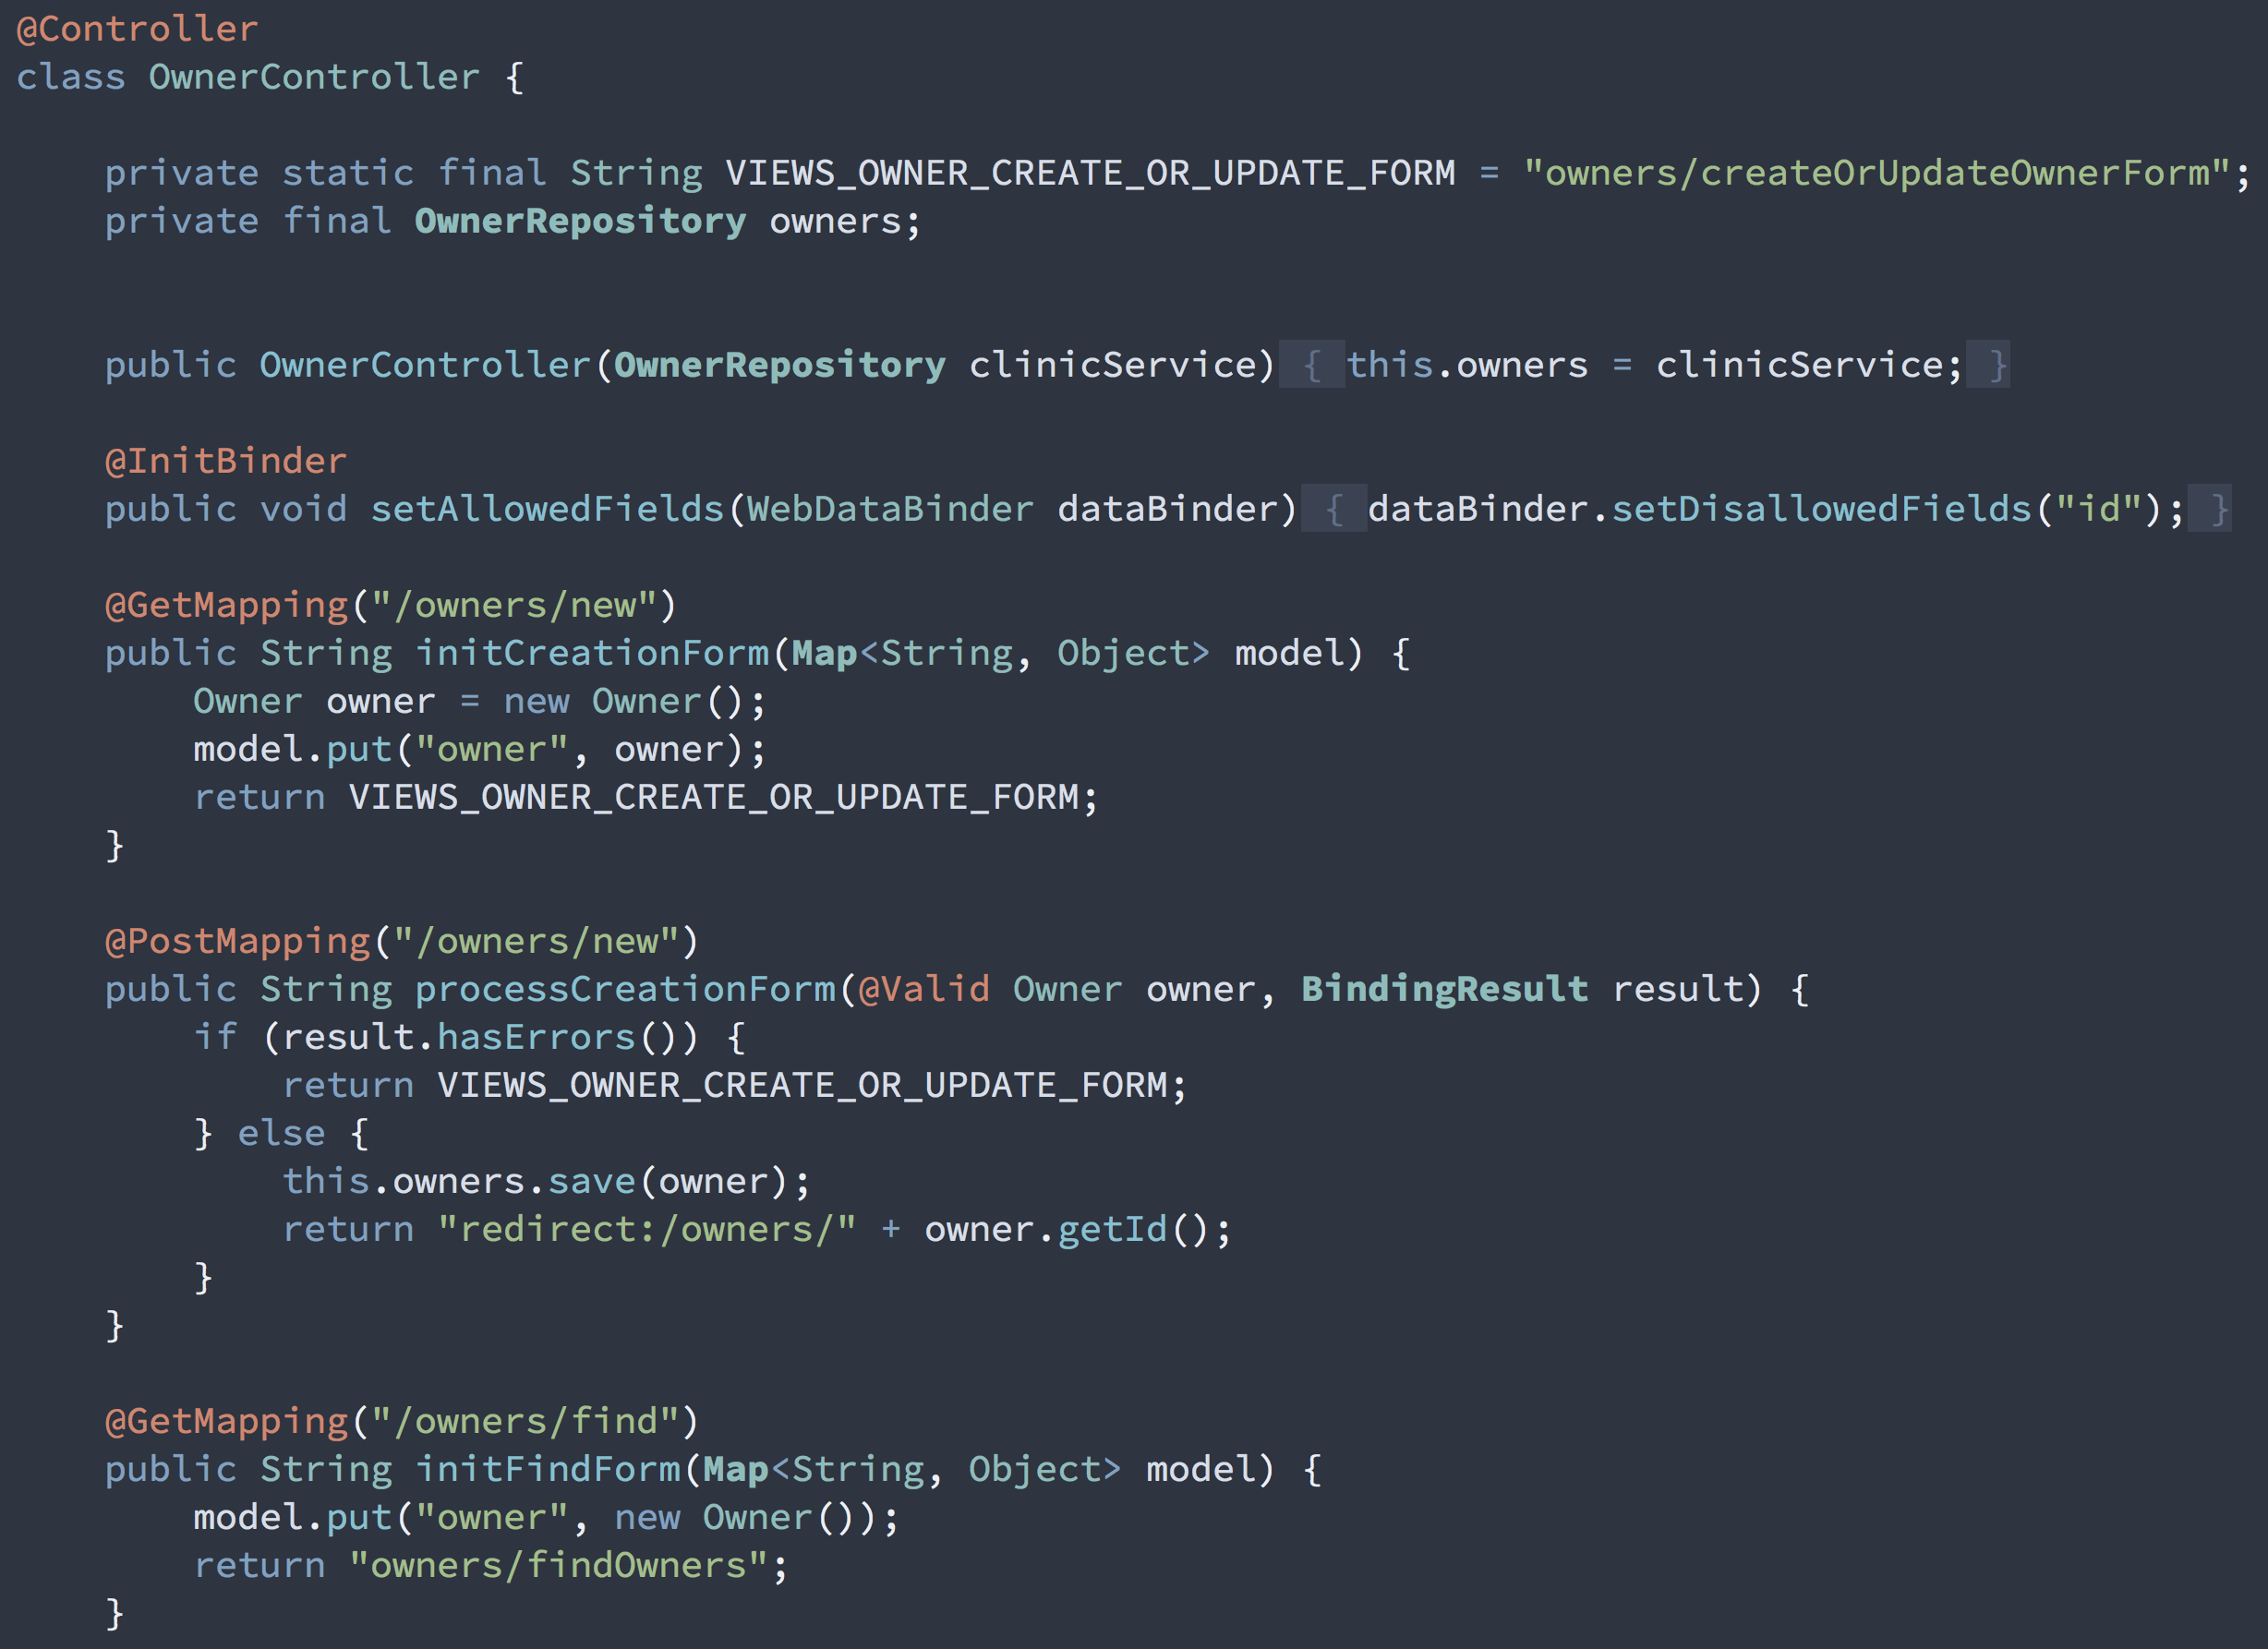 @Controller
class OwnerController {
private static final String VIEWS_OWNER_CREATE_OR_UPDATE_FORM = "owners/createOrUpdateOwnerForm";
private final OwnerRepository owners;
public OwnerController(OwnerRepository clinicService) { this.owners = clinicService; }
@InitBinder
public void setAllowedFields(WebDataBinder dataBinder) { dataBinder.setDisallowedFields("id"); }
@GetMapping("/owners/new")
public String initCreationForm(Map<String, Object> model) {
Owner owner = new Owner();
model.put("owner", owner);
return VIEWS_OWNER_CREATE_OR_UPDATE_FORM;
}
@PostMapping("/owners/new")
public String processCreationForm(@Valid Owner owner, BindingResult result) {
if (result.hasErrors()) {
return VIEWS_OWNER_CREATE_OR_UPDATE_FORM;
} else {
this.owners.save(owner);
return "redirect:/owners/" + owner.getId();
}
}
@GetMapping("/owners/find")
public String initFindForm(Map<String, Object> model) {
model.put("owner", new Owner());
return "owners/findOwners";
}